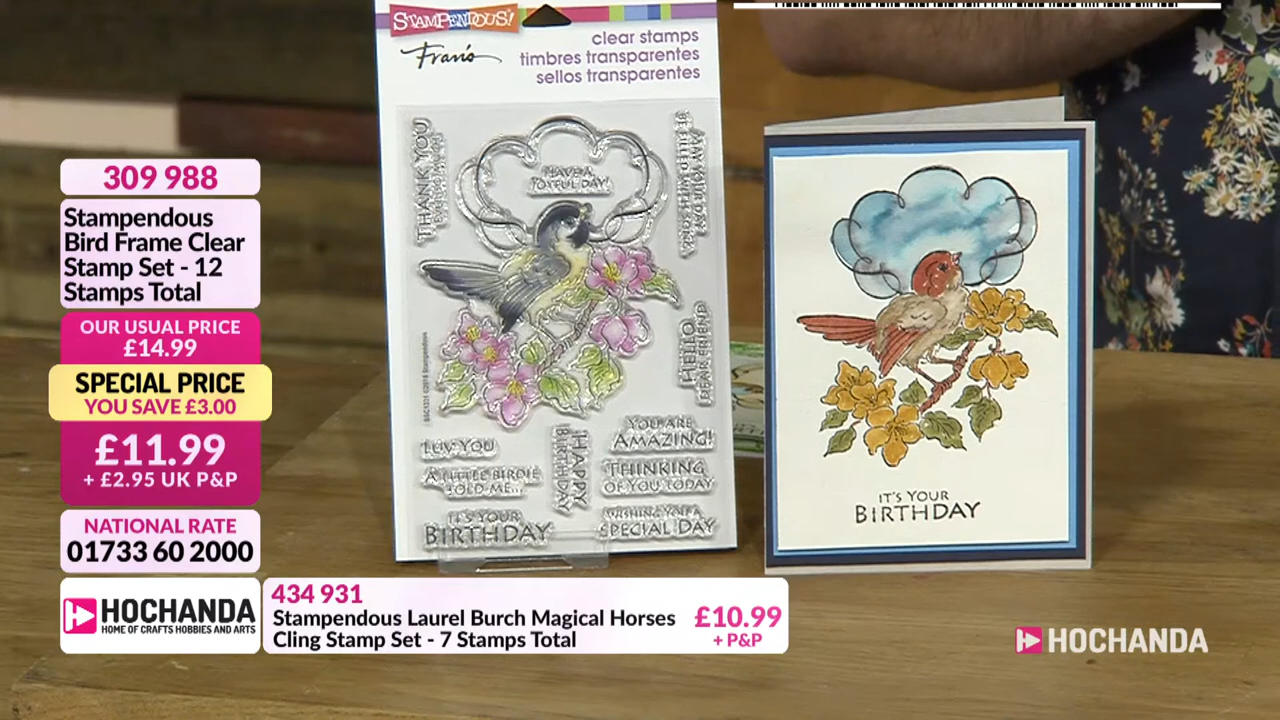 309 988
Stampendous
Bird Frame Clear
Stamp Set - 12
Stamps Total
OUR USUAL PRICE
£14.99
SPECIAL PRICE
YOU SAVE £3.00
£11.99
+ £2.95 UK P&P
NATIONAL RATE
01733 60 2000
HOCHANDA
HOME OF CRAFTS HOBBIES AND ARTS
434 931
Stampendous Laurel Burch Magical Horses
Cling Stamp Set - 7 Stamps Total
£10.99
+ P&P
HOCHANDA
STAMPENDOUS!
Fran's
clear stamps
timbres transparentes
sellos transparentes
THANK YOU
HAVE A
JOYFUL DAY!
HELLO
DEAR FRIEND
LUV YOU
A LITTLE BIRDIE
TOLD ME...
HAPPY
BIRTHDAY
YOU ARE
AMAZING!
THINKING
OF YOU TODAY
IT'S YOUR
BIRTHDAY
WISHING YOU A
SPECIAL DAY
IT'S YOUR
BIRTHDAY